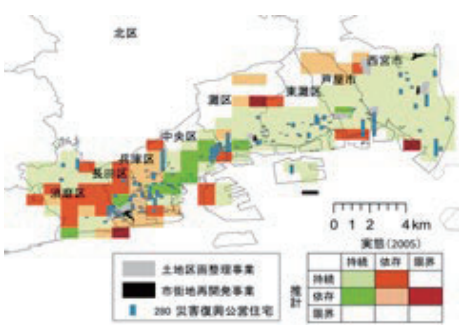 北区
西宮市
芦屋市
東灘区
灘区
中央区
兵庫区
長田区
須磨区
0 1 2 4km
実態(2005)
持続 依存 限界
推計
持続
依存
限界
土地区画整理事業
市街地再開発事業
280 災害復興公営住宅